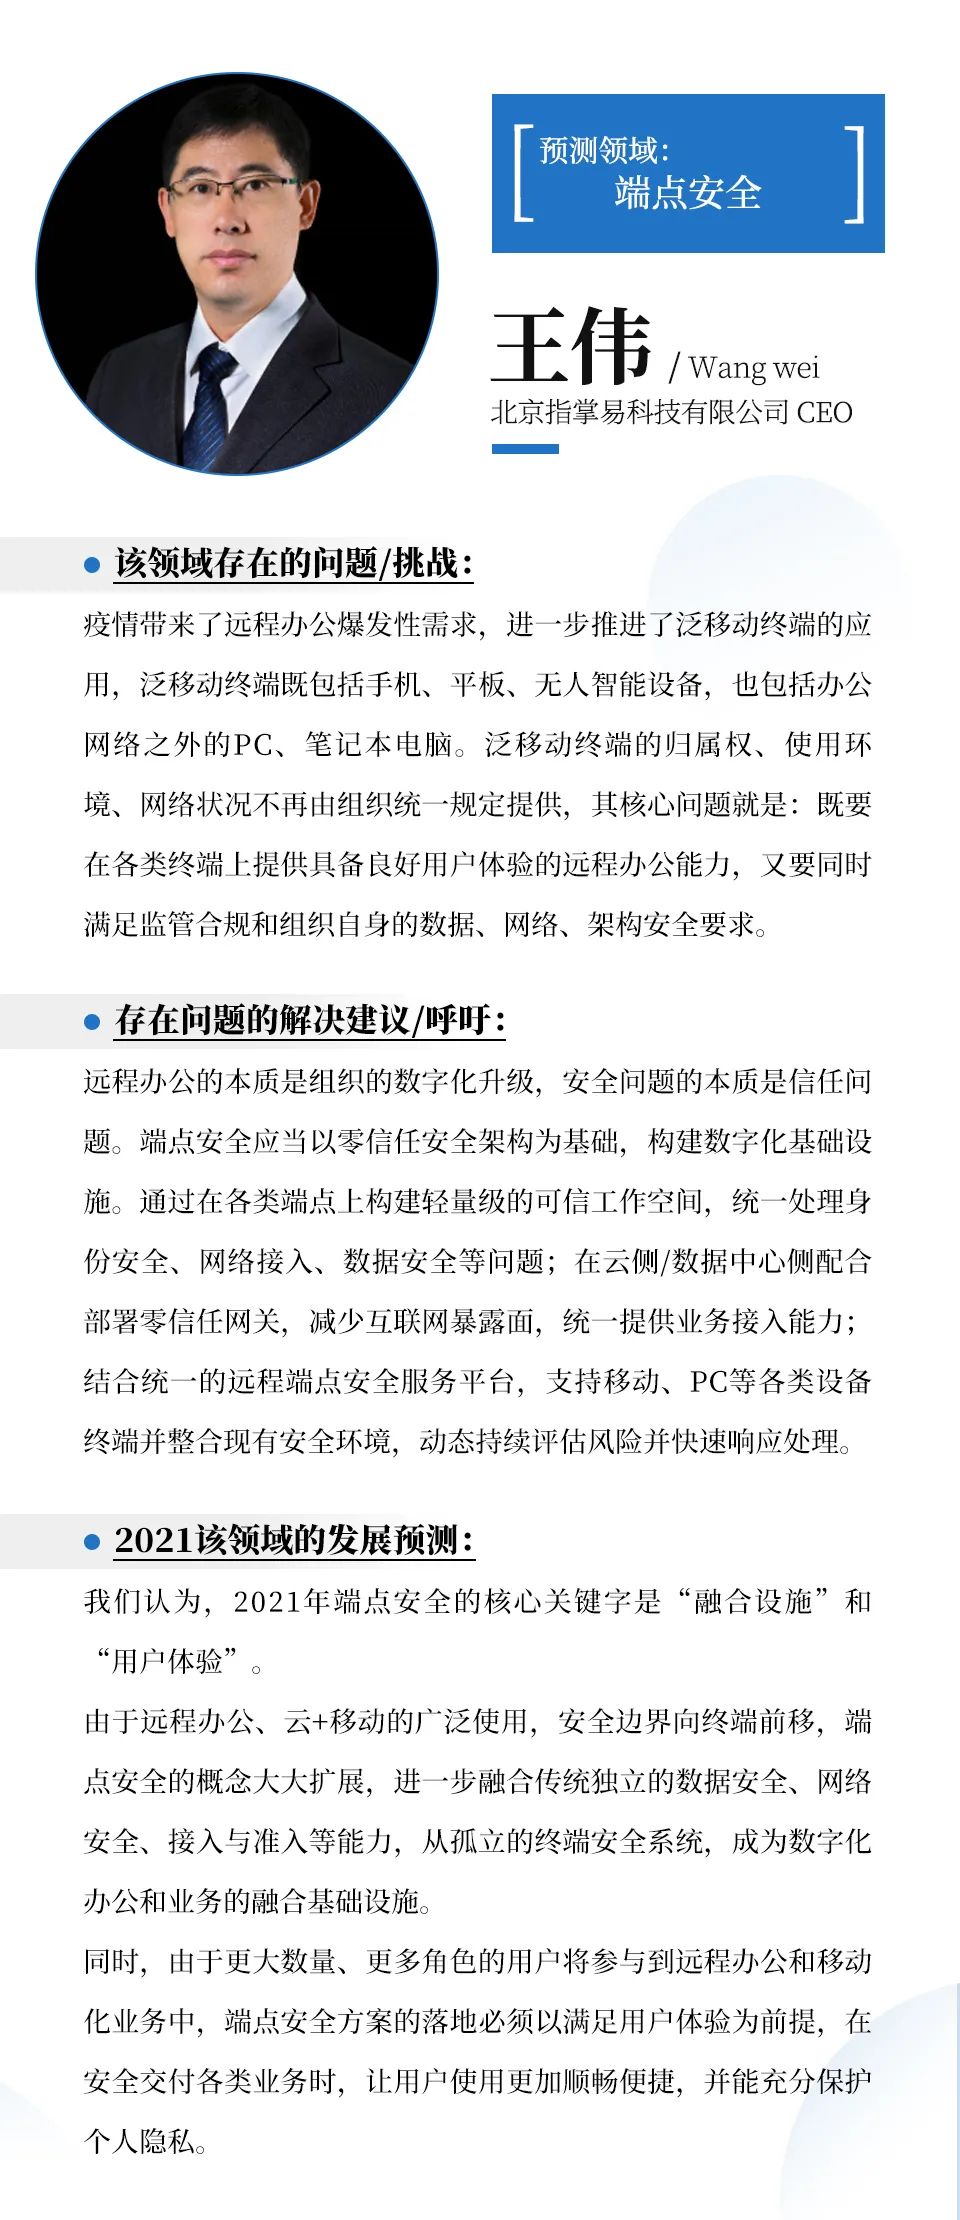 预测领域：
端点安全
王伟 / Wang wei
北京指掌易科技有限公司 CEO
该领域存在的问题/挑战：
疫情带来了远程办公爆发性需求，进一步推进了泛移动终端的应
用，泛移动终端既包括手机、平板、无人智能设备，也包括办公
网络之外的PC、笔记本电脑。泛移动终端的归属权、使用环
境、网络状况不再由组织统一规定提供，其核心问题就是：既要
在各类终端上提供具备良好用户体验的远程办公能力，又要同时
满足监管合规和组织自身的数据、网络、架构安全要求。
存在问题的解决建议/呼吁：
远程办公的本质是组织的数字化升级，安全问题的本质是信任问
题。端点安全应当以零信任安全架构为基础，构建数字化基础设
施。通过在各类端点上构建轻量级的可信工作空间，统一处理身
份安全、网络接入、数据安全等问题；在云侧/数据中心侧配合
部署零信任网关，减少互联网暴露面，统一提供业务接入能力；
结合统一的远程端点安全服务平台，支持移动、PC等各类设备
终端并整合现有安全环境，动态持续评估风险并快速响应处理。
2021该领域的发展预测：
我们认为，2021年端点安全的核心关键字是“融合设施”和
“用户体验”。
由于远程办公、云+移动的广泛使用，安全边界向终端前移，端
点安全的概念大大扩展，进一步融合传统独立的数据安全、网络
安全、接入与准入等能力，从孤立的终端安全系统，成为数字化
办公和业务的融合基础设施。
同时，由于更大数量、更多角色的用户将参与到远程办公和移动
化业务中，端点安全方案的落地必须以满足用户体验为前提，在
安全交付各类业务时，让用户使用更加顺畅便捷，并能充分保护
个人隐私。